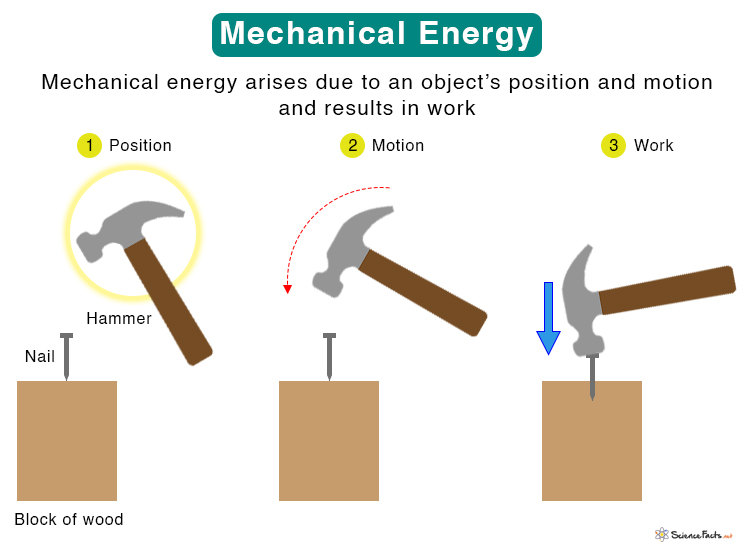 Mechanical Energy
Mechanical energy arises due to an object’s position and motion
and results in work
1 Position
2 Motion
3 Work
Hammer
Nail
Block of wood
ScienceFacts.net